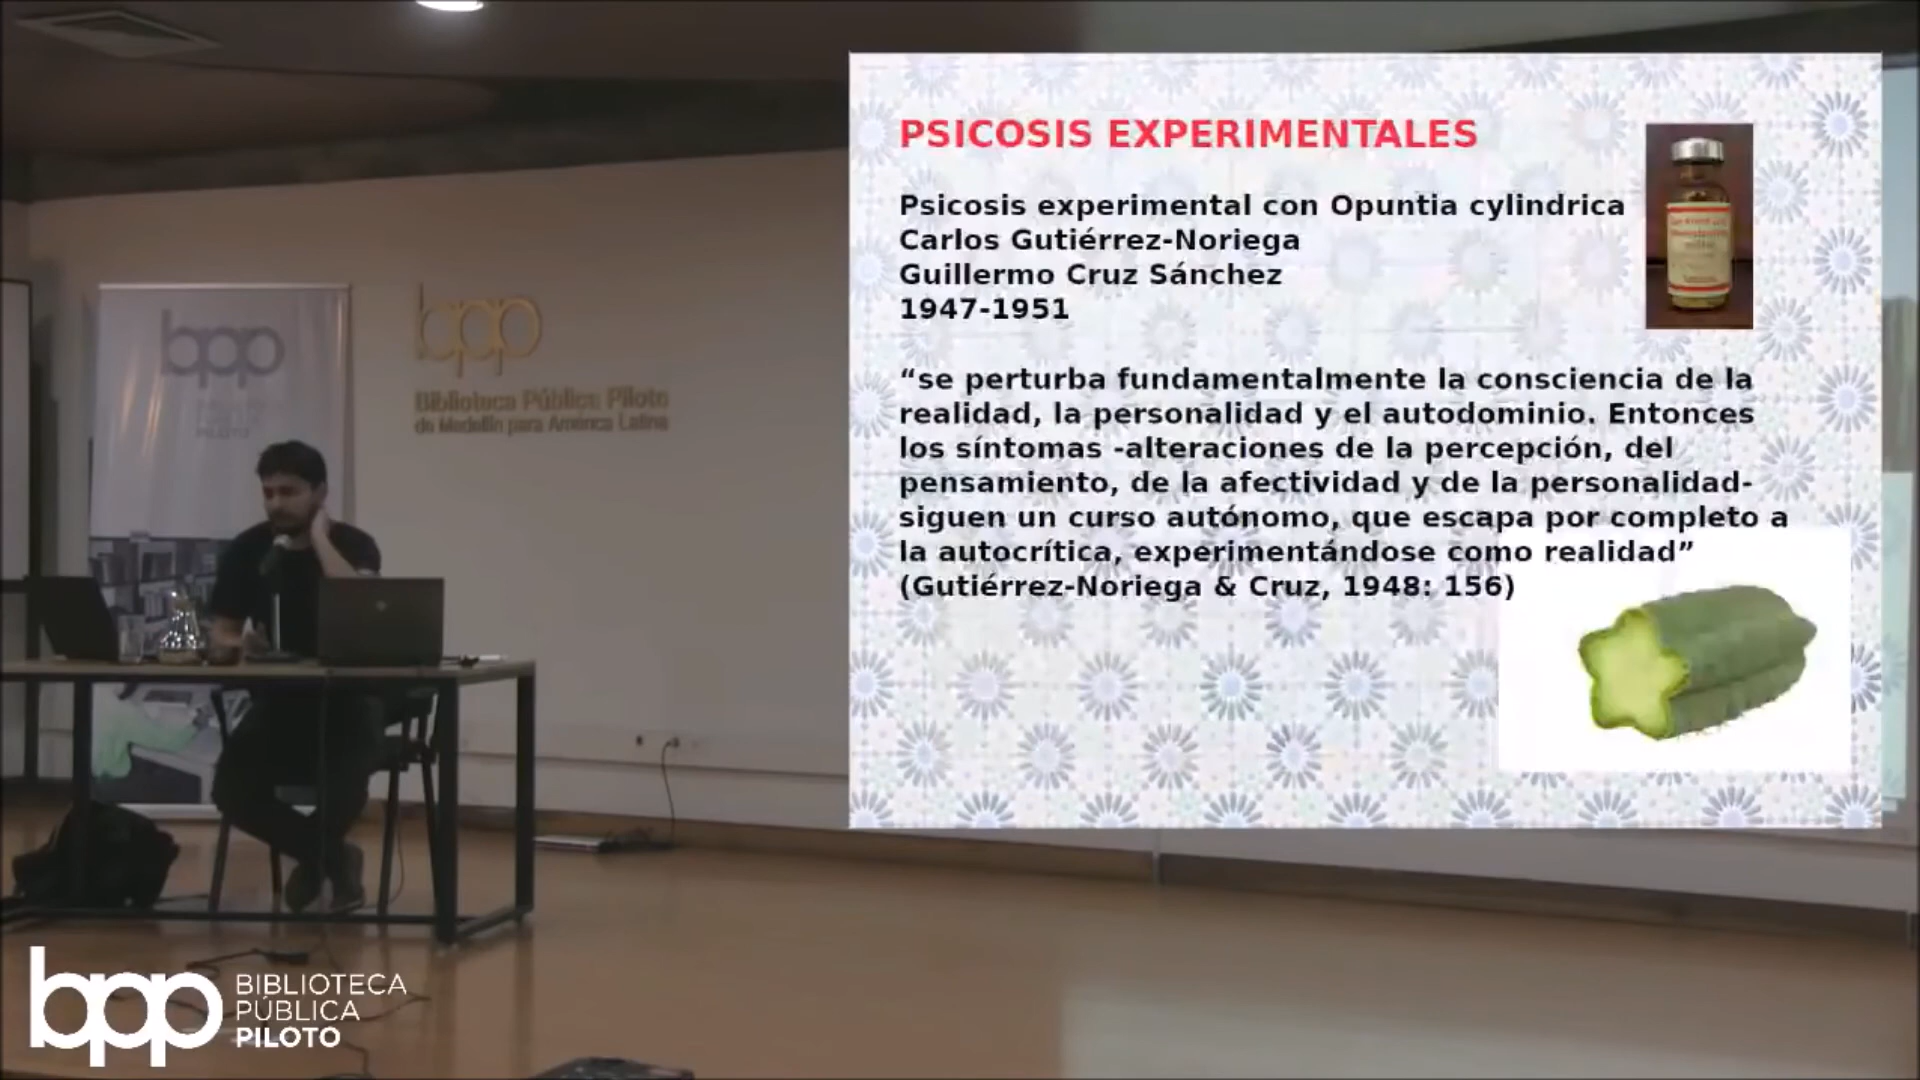 PSICOSIS EXPERIMENTALES
Psicosis experimental con Opuntia cylindrica
Carlos Gutiérrez-Noriega
Guillermo Cruz Sánchez
1947-1951
“se perturba fundamentalmente la consciencia de la
realidad, la personalidad y el autodominio. Entonces
los síntomas -alteraciones de la percepción, del
pensamiento, de la afectividad y de la personalidad-
siguen un curso autónomo, que escapa por completo a
la autocrítica, experimentándose como realidad”
(Gutiérrez-Noriega & Cruz, 1948: 156)
bpp
bpp
Biblioteca Pública Piloto
de Medellín para América Latina
bpp
BIBLIOTECA
PÚBLICA
PILOTO